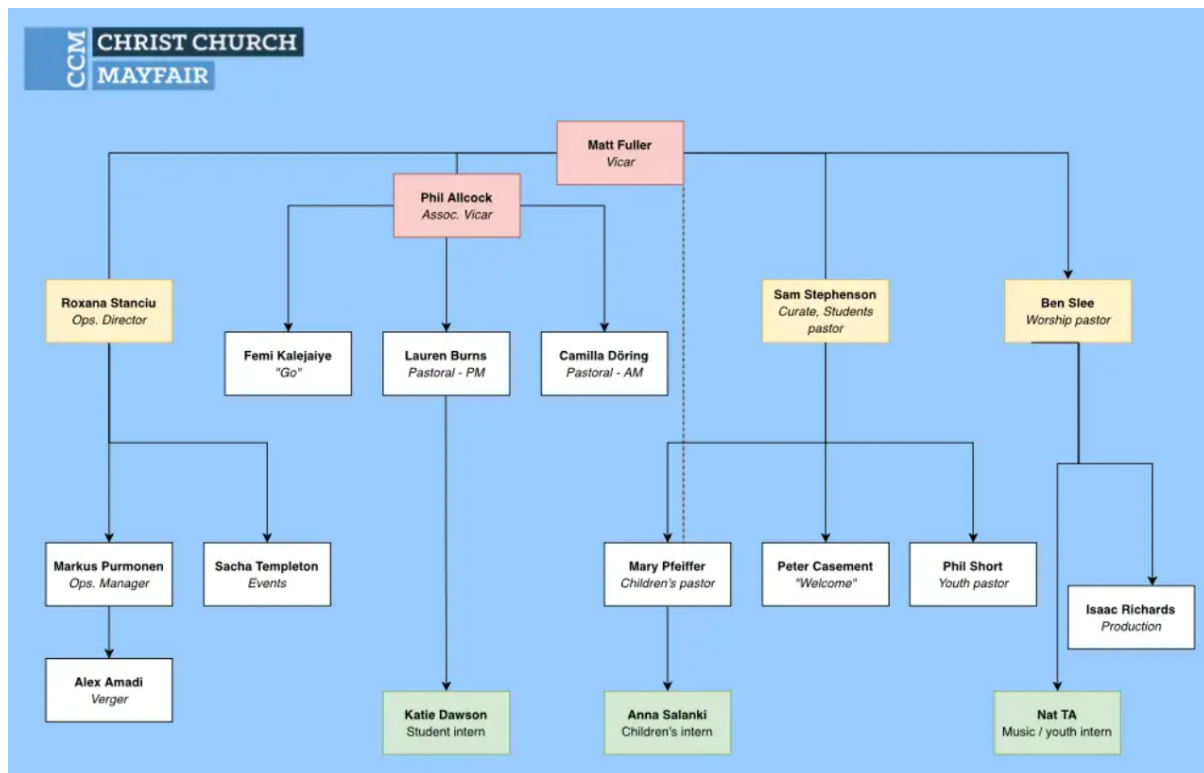 CCM
CHRIST CHURCH
MAYFAIR
Matt Fuller
Vicar
Phil Allcock
Assoc. Vicar
Roxana Stanciu
Ops. Director
Sam Stephenson
Curate, Students
pastor
Ben Slee
Worship pastor
Femi Kalejaiye
"Go"
Lauren Burns
Pastoral - PM
Camilla Döring
Pastoral - AM
Markus Purmonen
Ops. Manager
Sacha Templeton
Events
Mary Pfeiffer
Children's pastor
Peter Casement
"Welcome"
Phil Short
Youth pastor
Isaac Richards
Production
Alex Amadi
Verger
Katie Dawson
Student intern
Anna Salanki
Children's intern
Nat TA
Music / youth intern